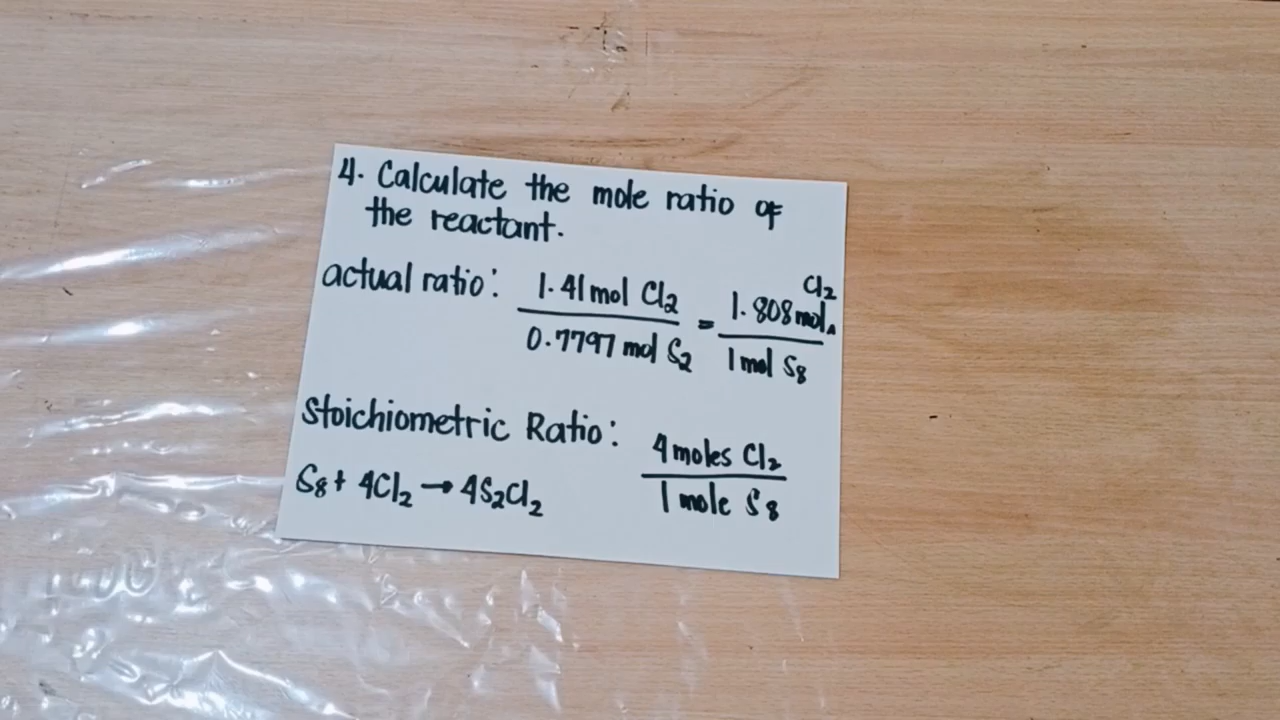 4. Calculate the mole ratio of
the reactant.
actual ratio: 1.41 mol Cl2 / 0.7797 mol S2 = 1.808 mol Cl2 / 1 mol S8
Stoichiometric Ratio: 4 moles Cl2 / 1 mole S8
S8 + 4Cl2 → 4S2Cl2